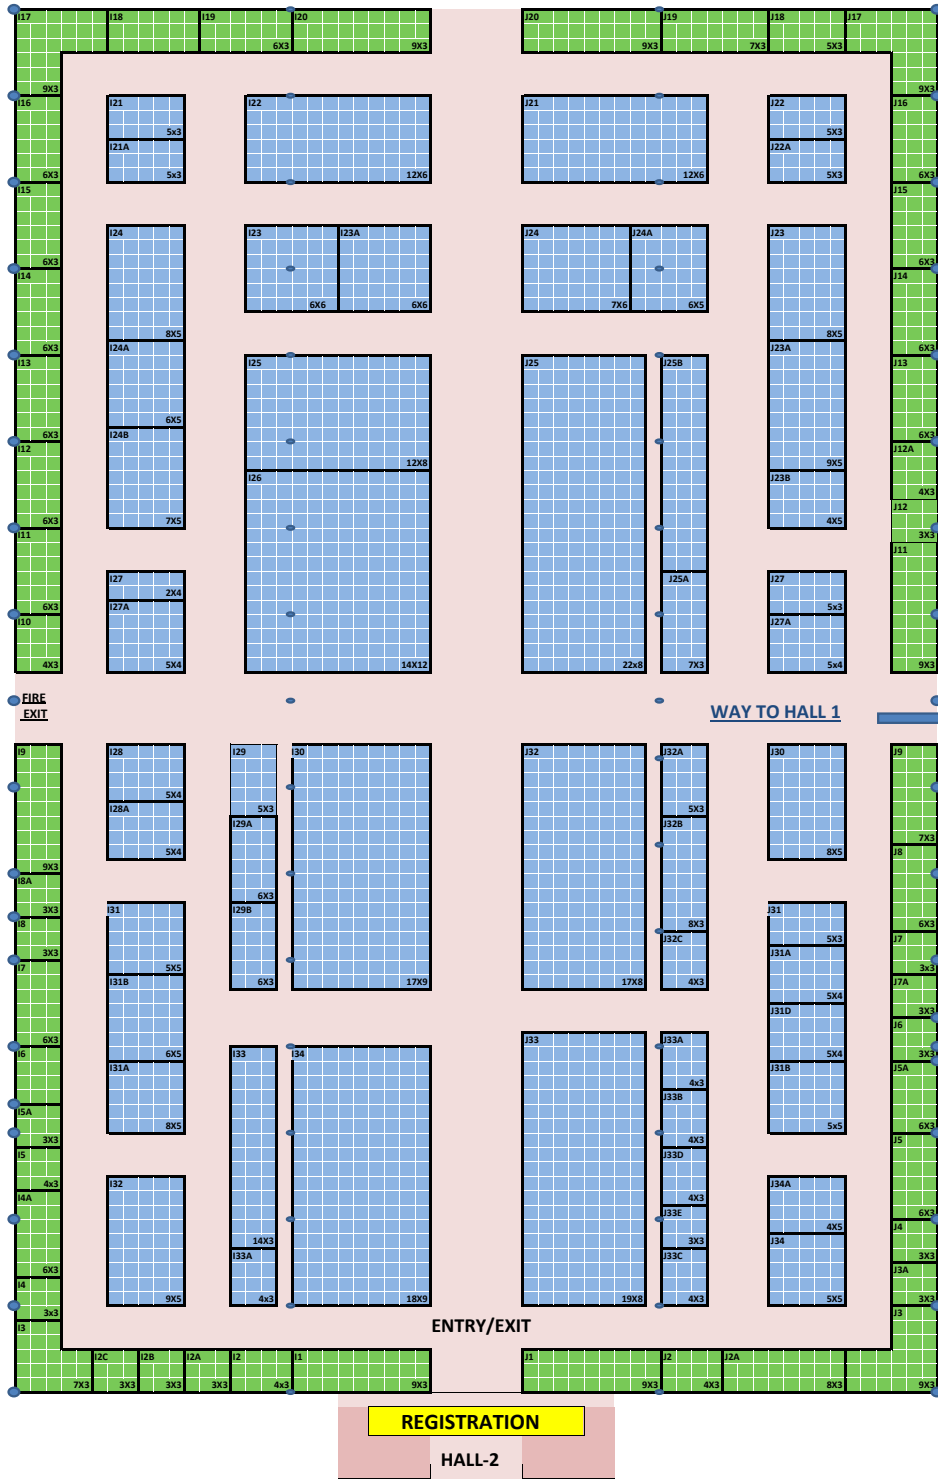 I17 I18 I19 I20 J20 J19 J18 J17
6X3 9X3 9X3 7X3 5X3
9X3 9X3
I16 I21 I22 J21 J22 J16
5x3 5X3
I21A J22A
6X3 5x3 12X6 12X6 5X3 6X3
I15 J15
I24 I23 I23A J24 J24A J23
6X3 6X3
I14 J14
6X6 6X6 7X6 6X5
8X5 8X5
I24A J23A
6X3 6X3
I13 I25 J25 J25B J13
6X5
I24B
6X3 6X3
I12 J12A
12X8 9X5
I26 J23B
4X3
J12
6X3 7X5 4X5
I11 3X3
J11
I27 J25A J27
2X4
I27A
6X3 5x3
I10 J27A
4X3 5X4 14X12 22x8 7X3 5x4 9X3
FIRE
EXIT
WAY TO HALL 1
I9 I28 I29 I30 J32 J32A J30 J9
5X4
I28A
5X3 5X3
I29A J32B
7X3
J8
5X4 8X5
9X3
I8A
6X3
I29B
I31 J31
3X3
I8
8X3 6X3
J32C J7
5X3
J31A
3X3
I7
5X5 3x3
I31B J7A
6X3 17X9 17X8 4X3
5X4
J31D
3X3
J6
J33 J33A
6X3
I6 I33 I34
6X5 5X4 3X3
I31A J31B J5A
4x3
J33B
I5A
8X5 5x5 6X3
J5
3X3 4X3
I5 J33D
I32 J34A
4x3
I4A
4X3
J33E
6X3
J4
4X5
J34
14X3 3X3
I33A J33C
3X3
J3A
6X3
I4
9X5 4x3 18X9 19X8 4X3 5X5 3X3
J3
3x3
I3
ENTRY/EXIT
I2C I2B I2A I2 I1 J1 J2 J2A
7X3 3X3 3X3 3X3 4x3 9X3 9X3 4X3 8X3 9X3
REGISTRATION
HALL-2